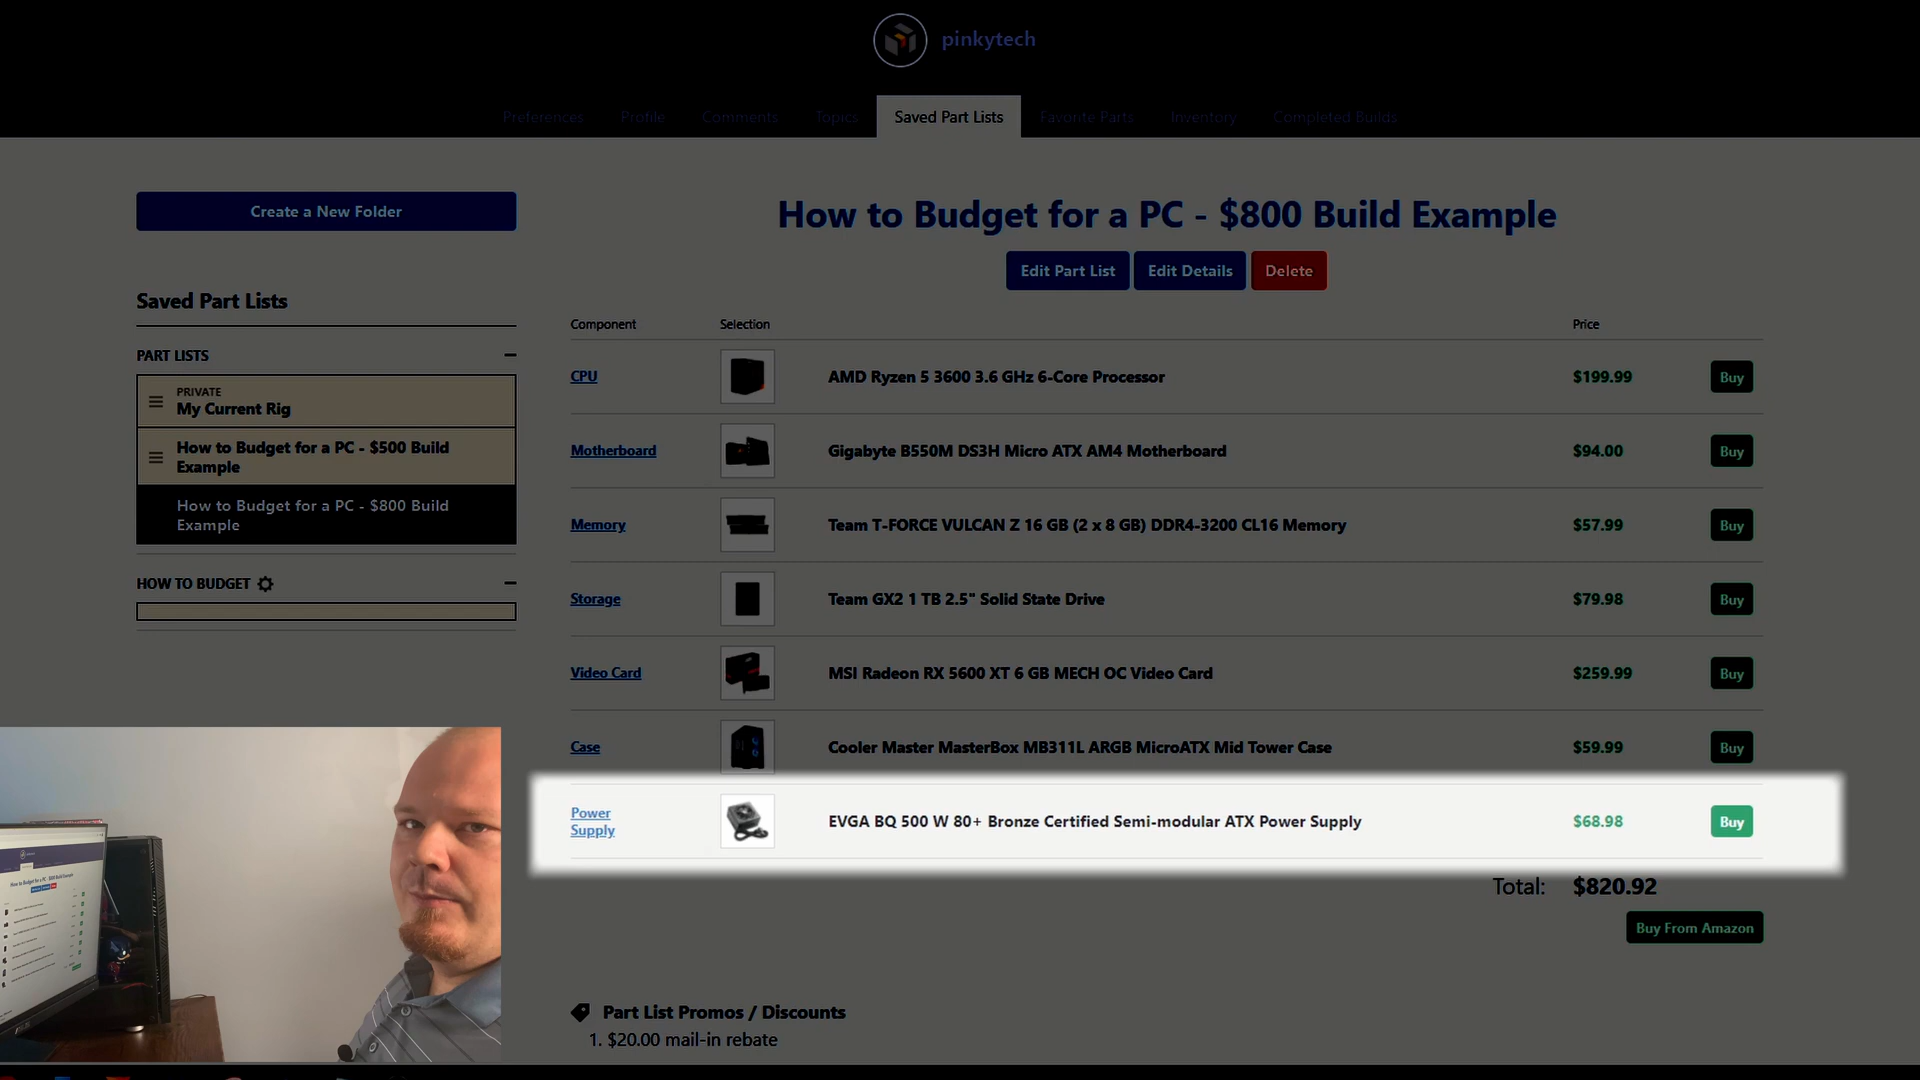 pinkytech
Preferences Profile Comments Topics Saved Part Lists Favorite Parts Inventory Completed Builds
Create a New Folder
Saved Part Lists
PART LISTS
PRIVATE
My Current Rig
How to Budget for a PC - $500 Build
Example
How to Budget for a PC - $800 Build
Example
HOW TO BUDGET
How to Budget for a PC - $800 Build Example
Edit Part List Edit Details Delete
Component Selection Price
CPU AMD Ryzen 5 3600 3.6 GHz 6-Core Processor $199.99 Buy
Motherboard Gigabyte B550M DS3H Micro ATX AM4 Motherboard $94.00 Buy
Memory Team T-FORCE VULCAN Z 16 GB (2 x 8 GB) DDR4-3200 CL16 Memory $57.99 Buy
Storage Team GX2 1 TB 2.5" Solid State Drive $79.98 Buy
Video Card MSI Radeon RX 5600 XT 6 GB MECH OC Video Card $259.99 Buy
Case Cooler Master MasterBox MB311L ARGB MicroATX Mid Tower Case $59.99 Buy
Power
Supply EVGA BQ 500 W 80+ Bronze Certified Semi-modular ATX Power Supply $68.98 Buy
Total: $820.92
Buy From Amazon
Part List Promos / Discounts
1. $20.00 mail-in rebate